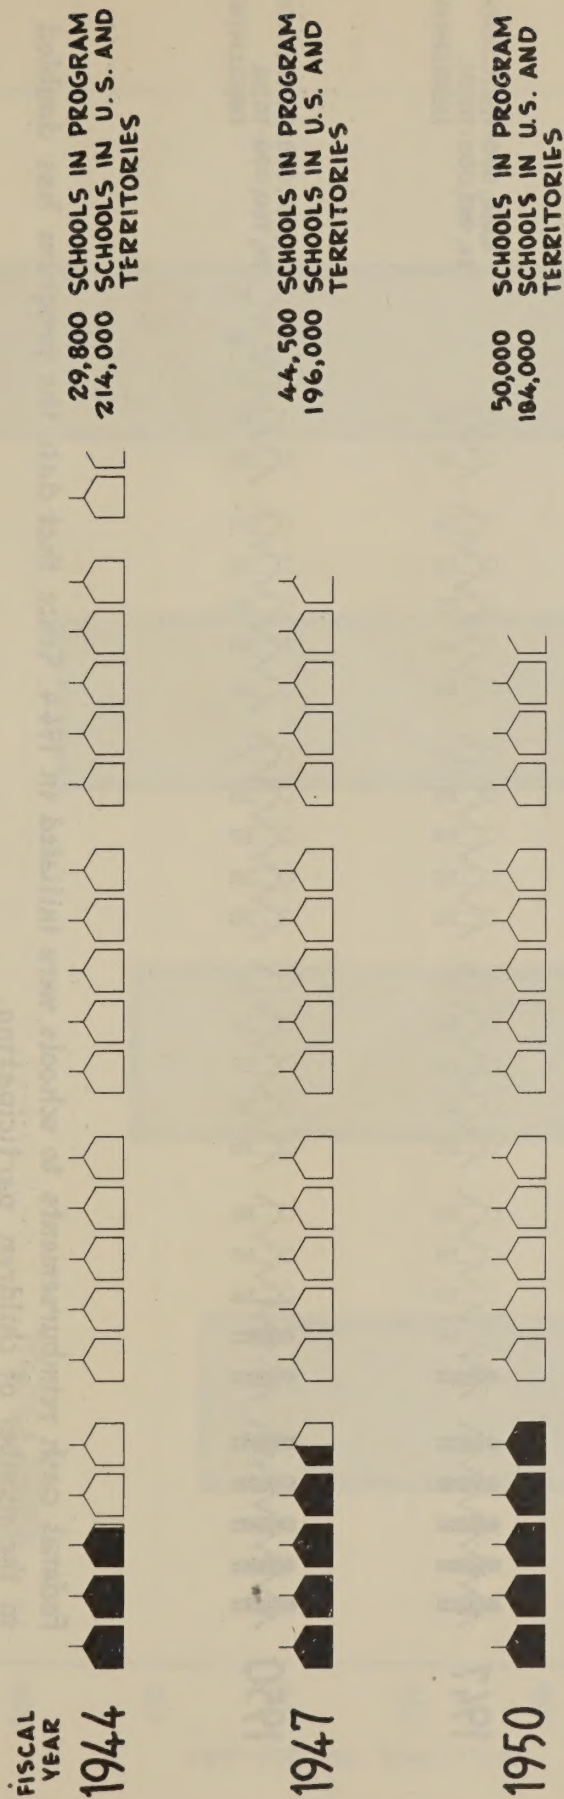 FISCAL
YEAR
1944
29,800 SCHOOLS IN PROGRAM
214,000 SCHOOLS IN U.S. AND
TERRITORIES
1947
44,500 SCHOOLS IN PROGRAM
196,000 SCHOOLS IN U.S. AND
TERRITORIES
1950
50,000 SCHOOLS IN PROGRAM
184,000 SCHOOLS IN U.S. AND
TERRITORIES